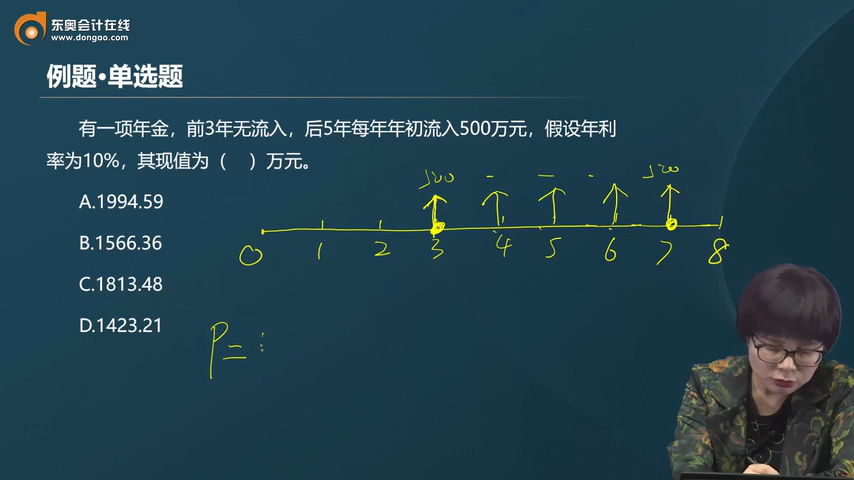 东奥会计在线
www.dongao.com
例题•单选题
有一项年金，前3年无流入，后5年每年年初流入500万元，假设年利
率为10%，其现值为（　）万元。
A.1994.59
B.1566.36
C.1813.48
D.1423.21
500 500
0 1 2 3 4 5 6 7 8
P=